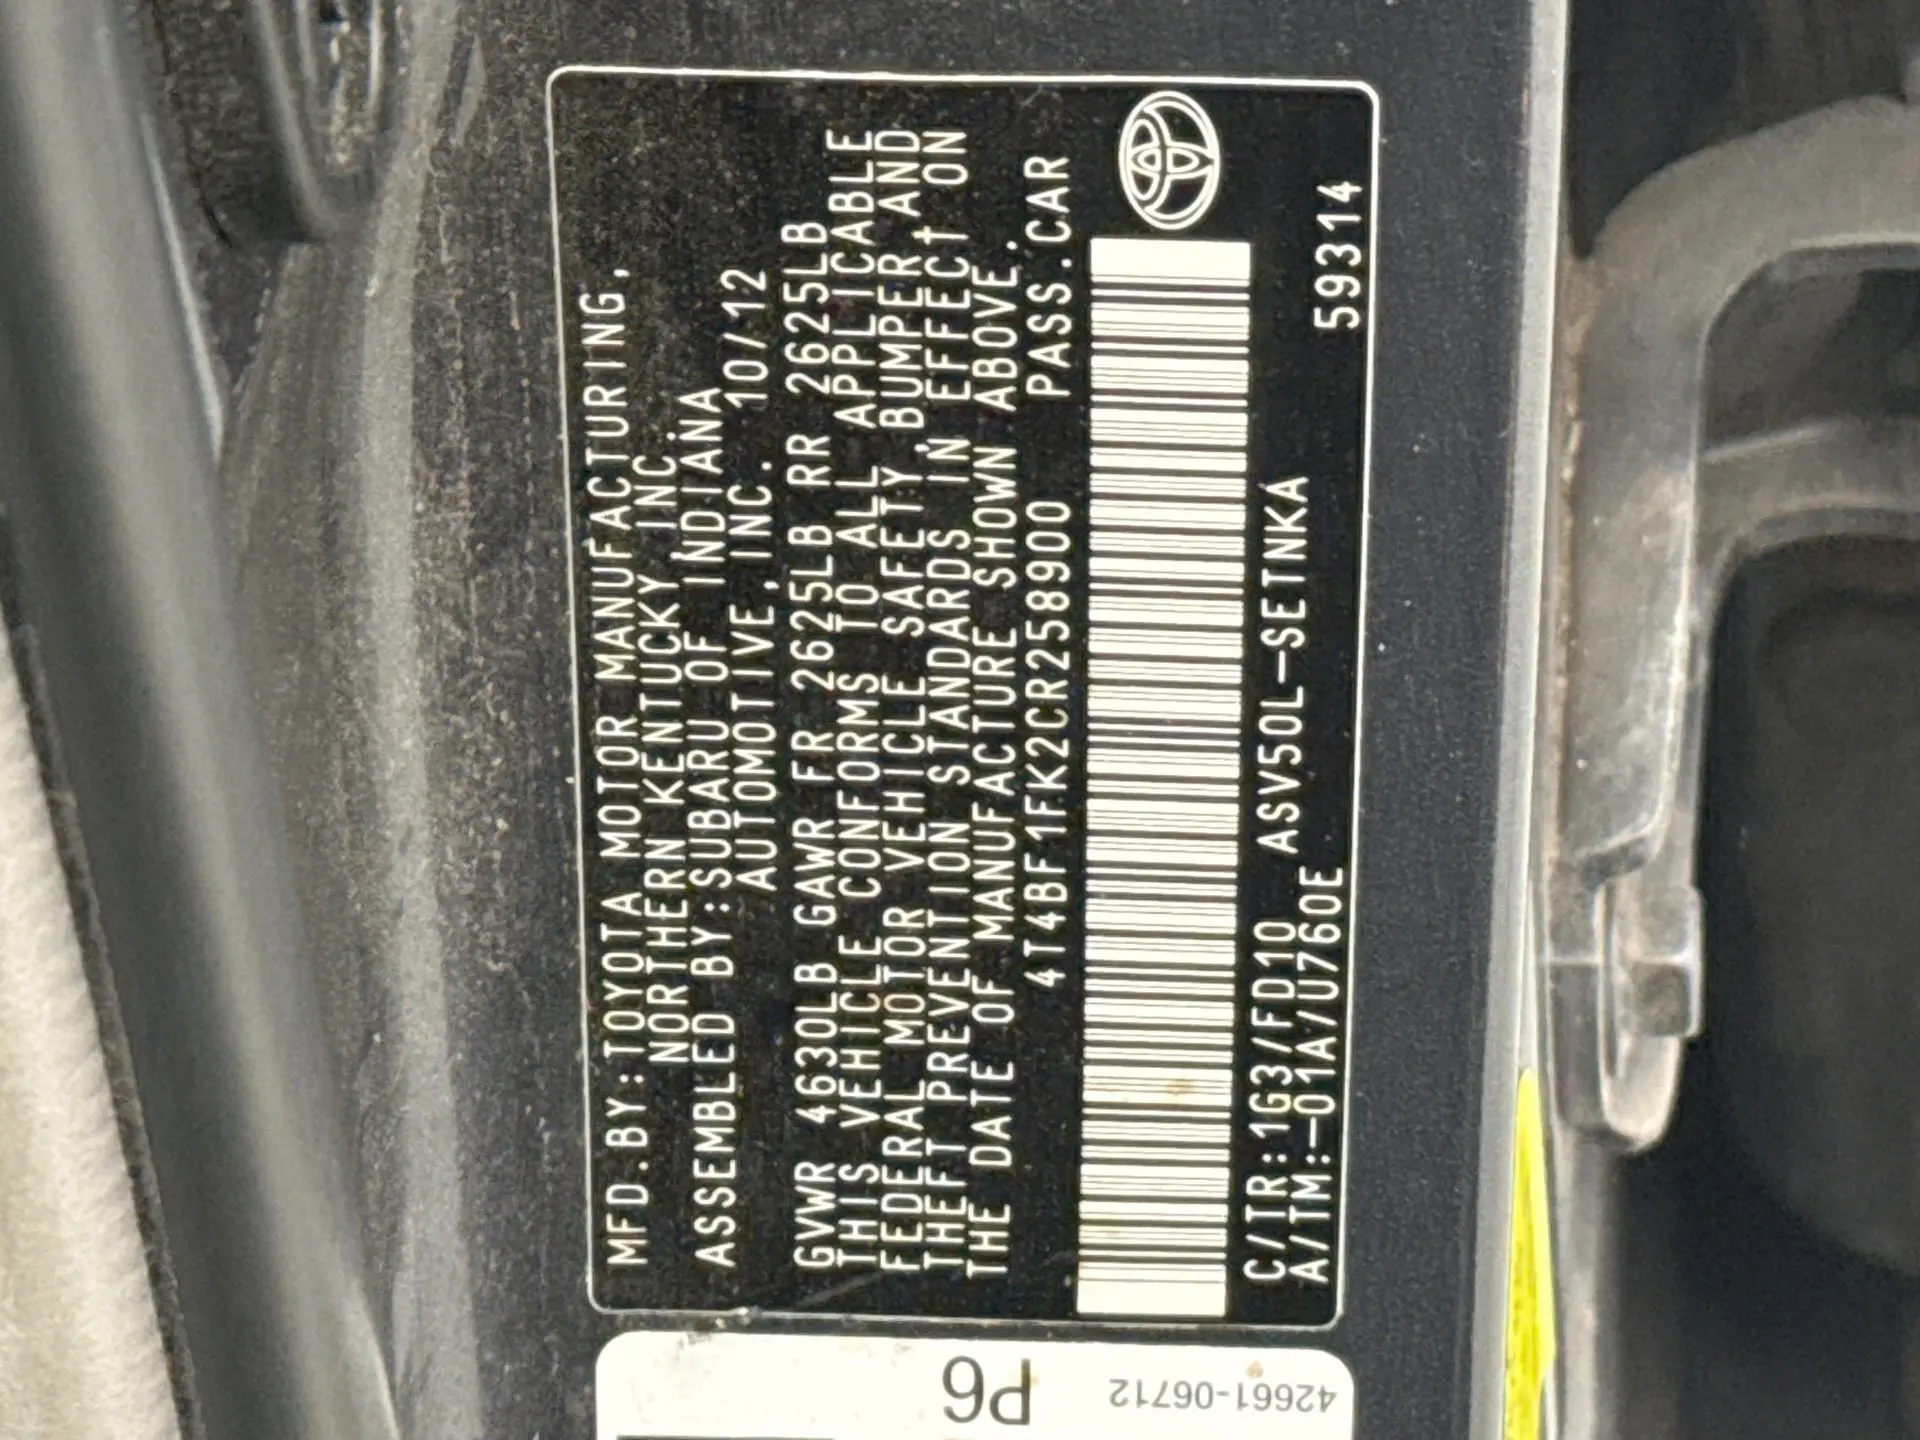 MFD.BY:TOYOTA MOTOR MANUFACTURING,
NORTHERN KENTUCKY INC.
ASSEMBLED BY:SUBARU OF INDIANA
AUTOMOTIVE,INC. 10/12
GVWR 4630LB GAWR FR 2625LB RR 2625LB
THIS VEHICLE CONFORMS TO ALL APPLICABLE
FEDERAL MOTOR VEHICLE SAFETY,BUMPER AND
THEFT PREVENTION STANDARDS IN EFFECT ON
THE DATE OF MANUFACTURE SHOWN ABOVE.
4T4BF1FK2CR258900 PASS.CAR
C/TR:1G3/FD10 ASV50L-SETNKA
A/TM:-01A/U760E 59314
P6
42661-06712